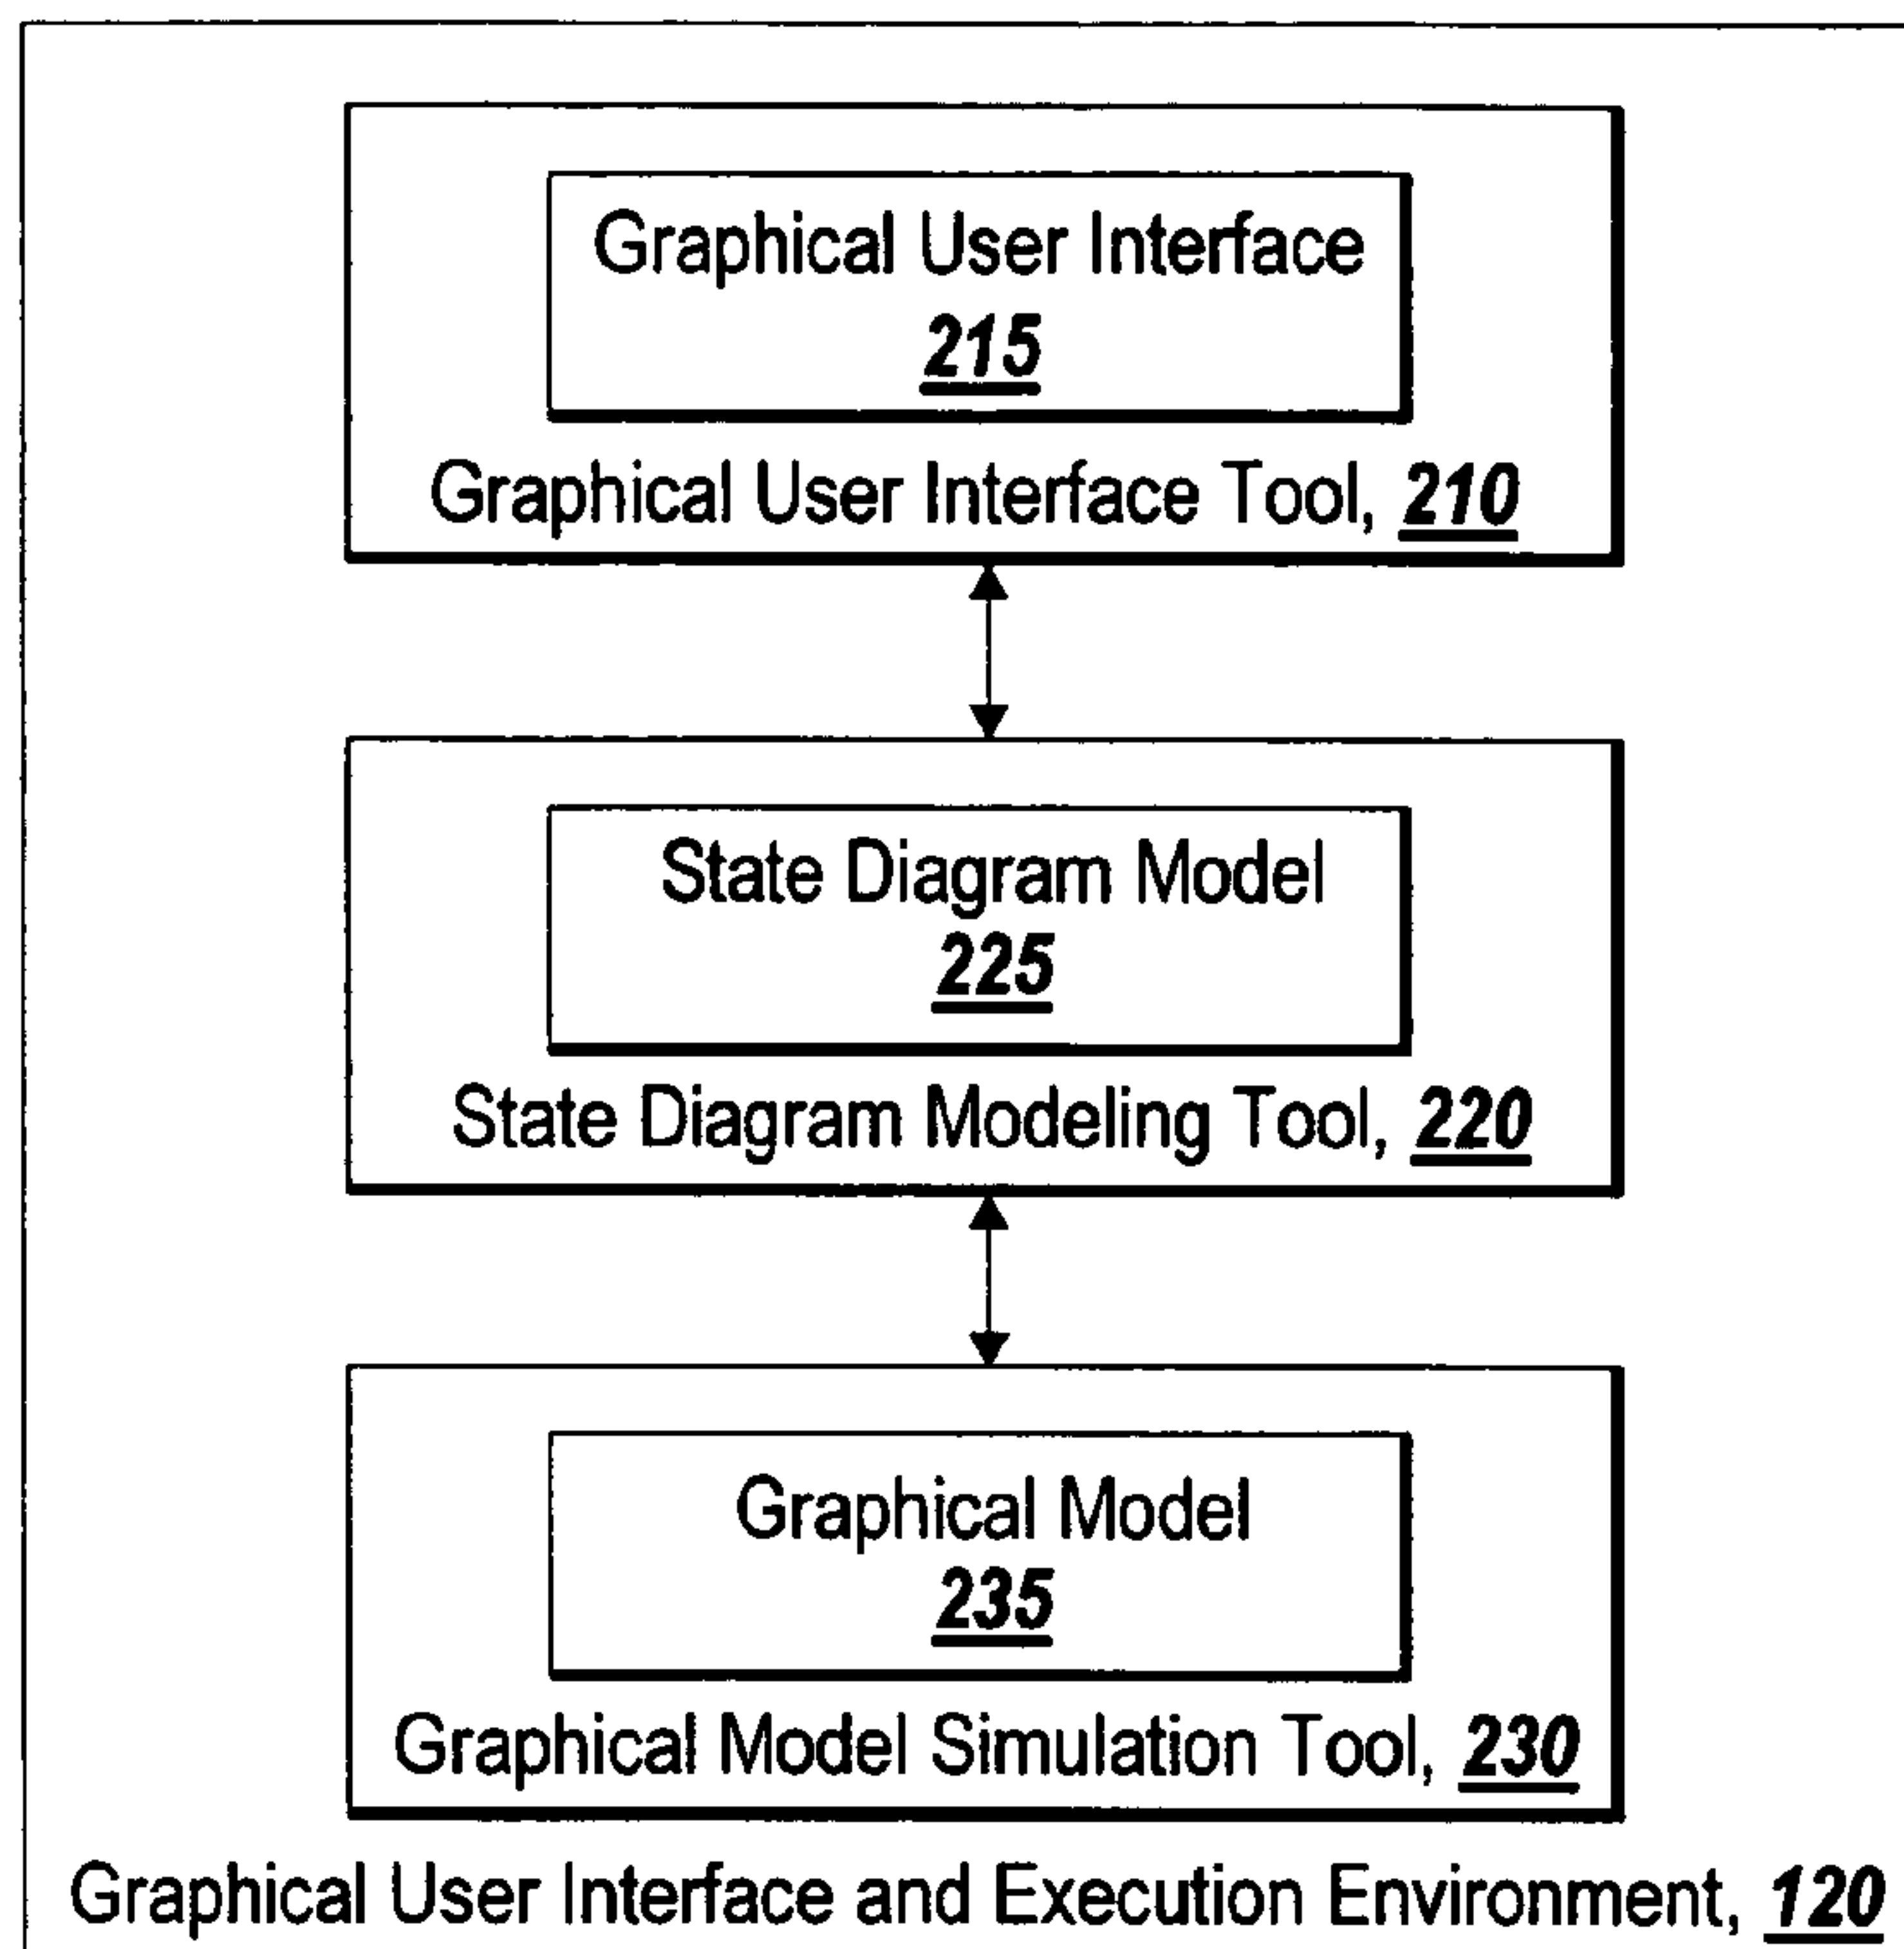 Graphical User Interface
215
Graphical User Interface Tool, 210
State Diagram Model
225
State Diagram Modeling Tool, 220
Graphical Model
235
Graphical Model Simulation Tool, 230
Graphical User Interface and Execution Environment, 120